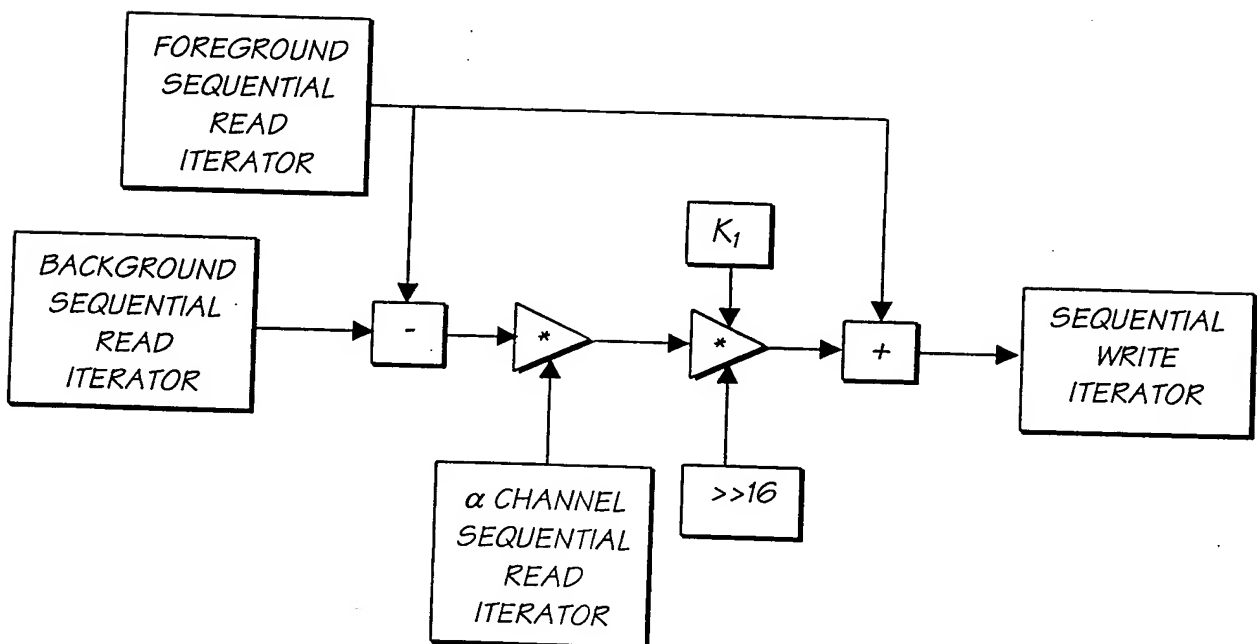 FOREGROUND
SEQUENTIAL
READ
ITERATOR
BACKGROUND
SEQUENTIAL
READ
ITERATOR
-
*
K₁
*
>>16
+
SEQUENTIAL
WRITE
ITERATOR
α CHANNEL
SEQUENTIAL
READ
ITERATOR